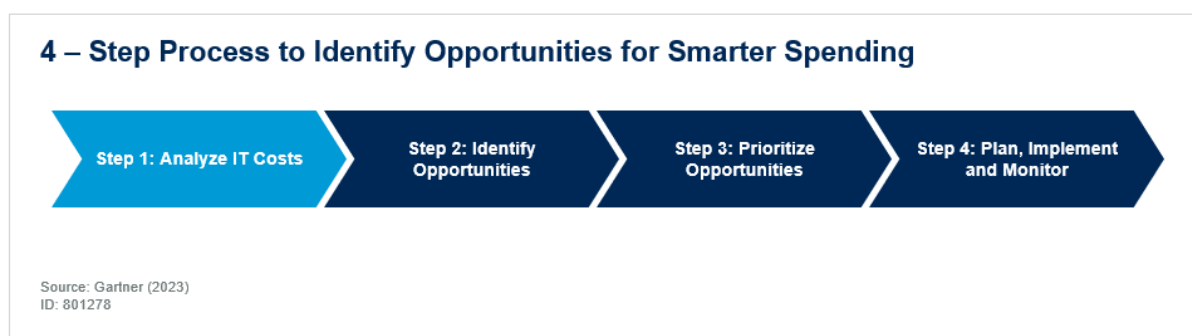 4 – Step Process to Identify Opportunities for Smarter Spending
Step 1: Analyze IT Costs
Step 2: Identify
Opportunities
Step 3: Prioritize
Opportunities
Step 4: Plan, Implement
and Monitor
Source: Gartner (2023)
ID: 801278